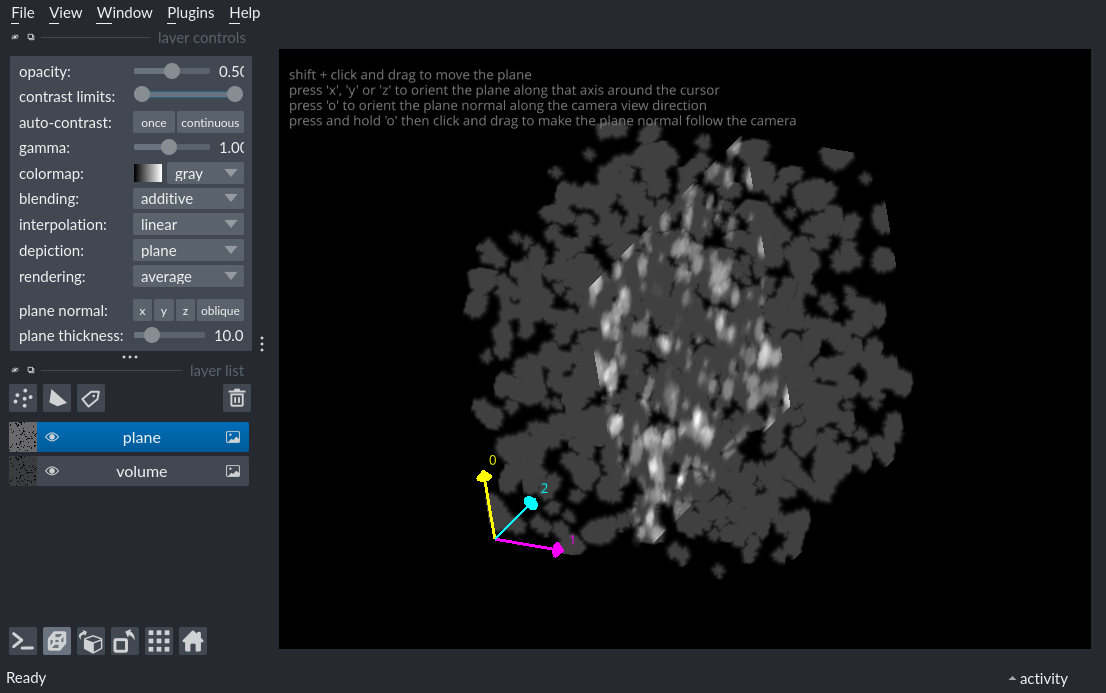 File View Window Plugins Help
layer controls
opacity: 0.50
contrast limits:
auto-contrast: once continuous
gamma: 1.00
colormap: gray
blending: additive
interpolation: linear
depiction: plane
rendering: average
plane normal: x y z oblique
plane thickness: 10.0
layer list
plane
volume
shift + click and drag to move the plane
press 'x', 'y' or 'z' to orient the plane along that axis around the cursor
press 'o' to orient the plane normal along the camera view direction
press and hold 'o' then click and drag to make the plane normal follow the camera
0
2
1
Ready
activity